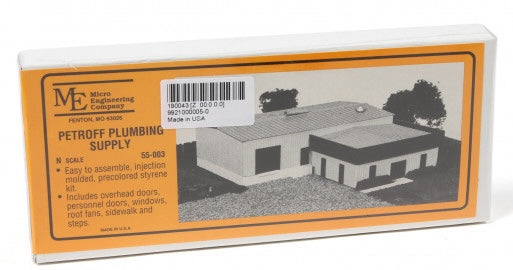 ME Micro
Engineering
Company
FENTON, MO 63026
PETROFF PLUMBING
SUPPLY
N SCALE 55-003
• Easy to assemble, injection
molded, precolored styrene
kit.
• Includes overhead doors,
personnel doors, windows,
roof fans, sidewalk and
steps.
MADE IN U.S.A.
190043 [Z: 00.0.0.0]
9921000005-0
Made in USA